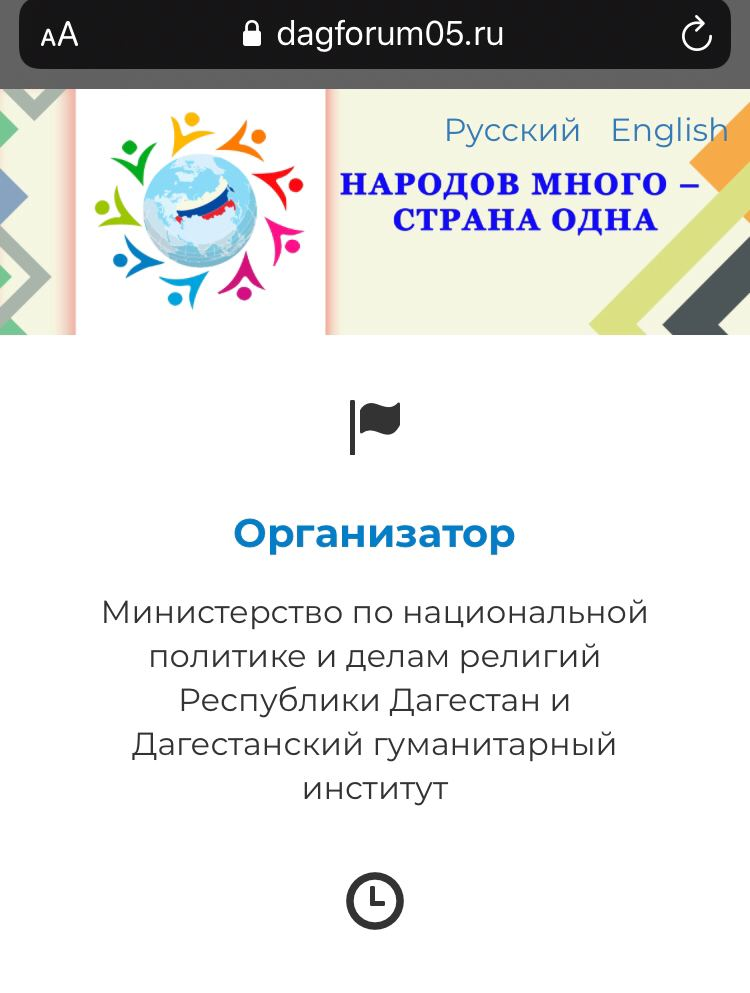 AA dagforum05.ru
Русский English
НАРОДОВ МНОГО –
СТРАНА ОДНА
Организатор
Министерство по национальной
политике и делам религий
Республики Дагестан и
Дагестанский гуманитарный
институт